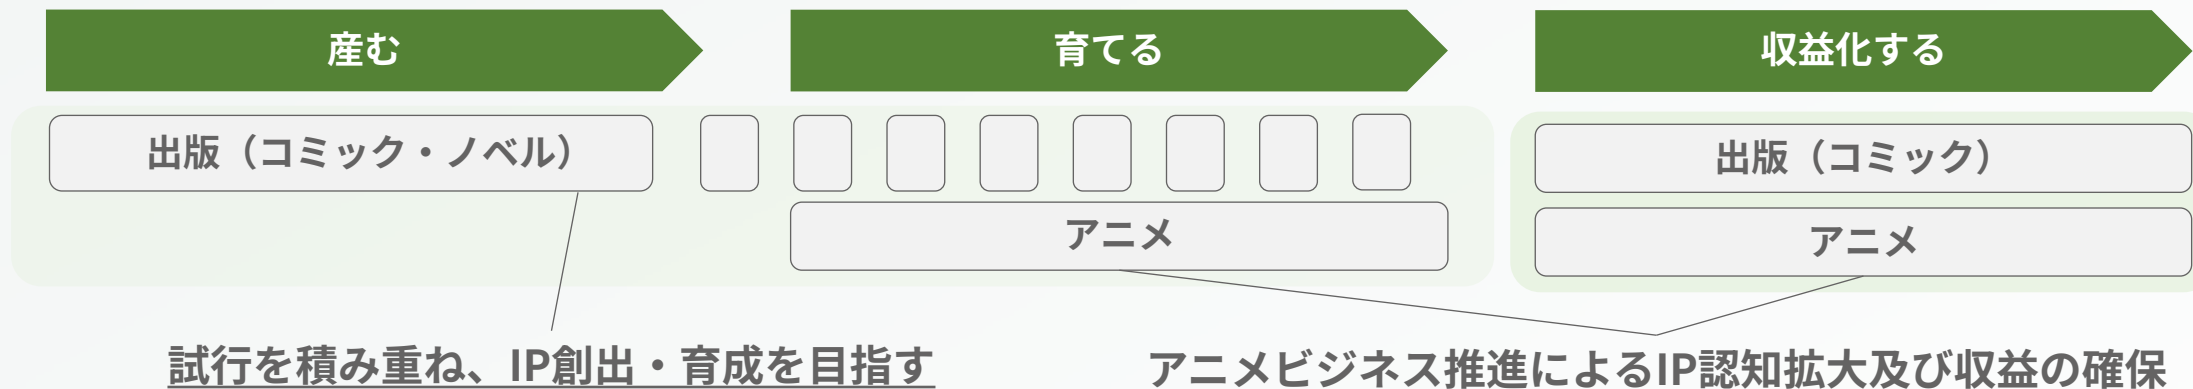 産む
育てる
収益化する
出版（コミック・ノベル）
出版（コミック）
アニメ
アニメ
試行を積み重ね、IP創出・育成を目指す
アニメビジネス推進によるIP認知拡大及び収益の確保